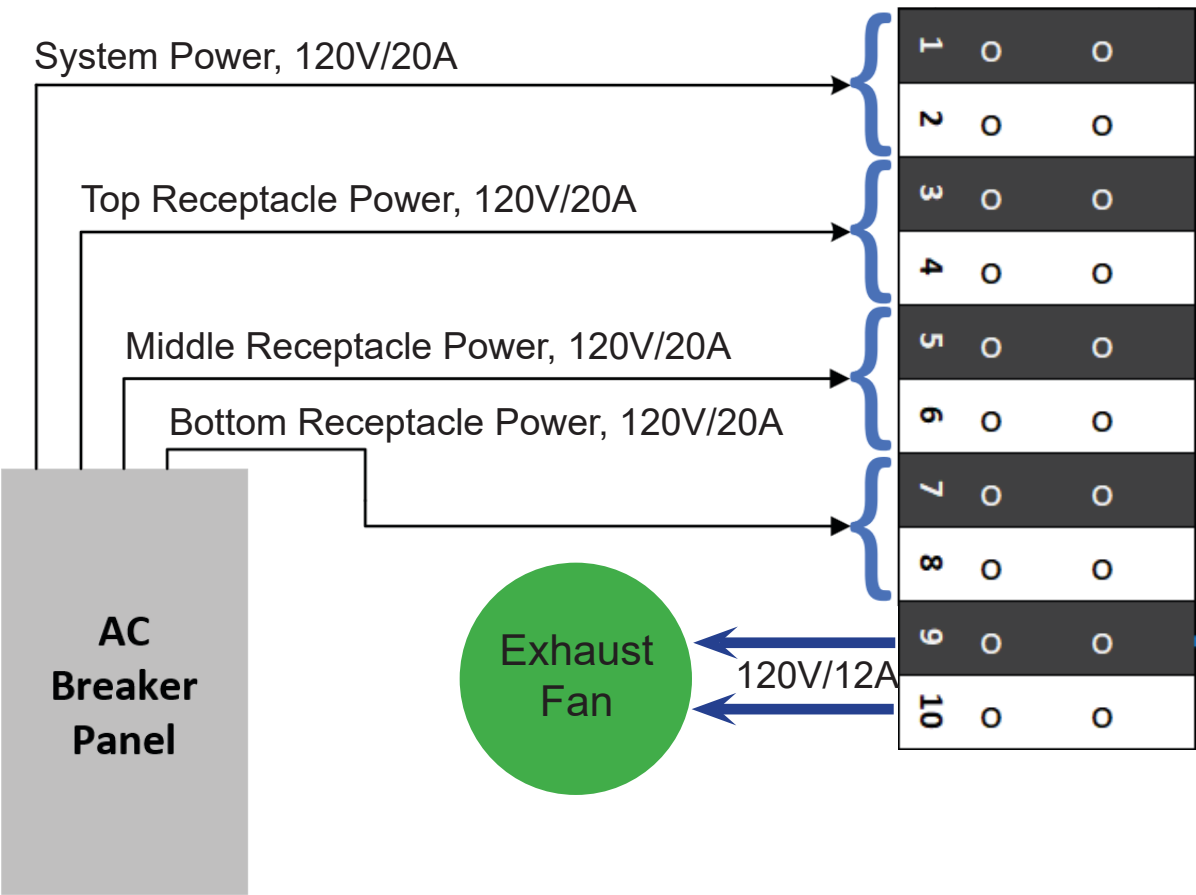 System Power, 120V/20A
Top Receptacle Power, 120V/20A
Middle Receptacle Power, 120V/20A
Bottom Receptacle Power, 120V/20A
AC
Breaker
Panel
Exhaust
Fan
120V/12A
1 O O
2 O O
3 O O
4 O O
5 O O
6 O O
7 O O
8 O O
9 O O
10 O O